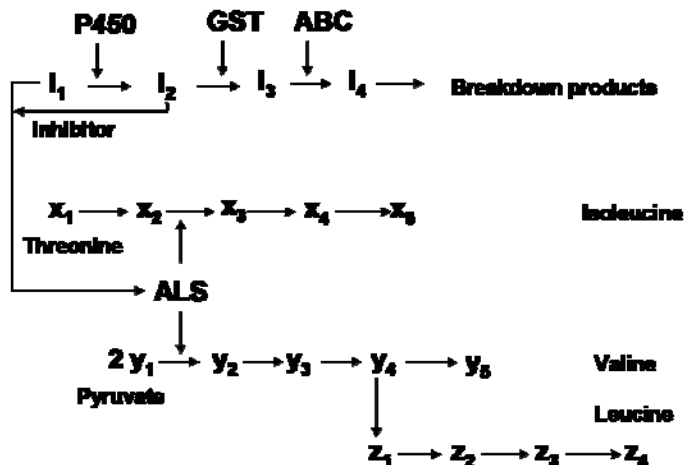 P450 GST ABC
I₁ I₂ I₃ I₄ Breakdown products
Inhibitor
x₁ x₂ x₃ x₄ x₅ Isoleucine
Threonine
ALS
2 y₁ y₂ y₃ y₄ y₅ Valine
Pyruvate
Leucine
z₁ z₂ z₃ z₄